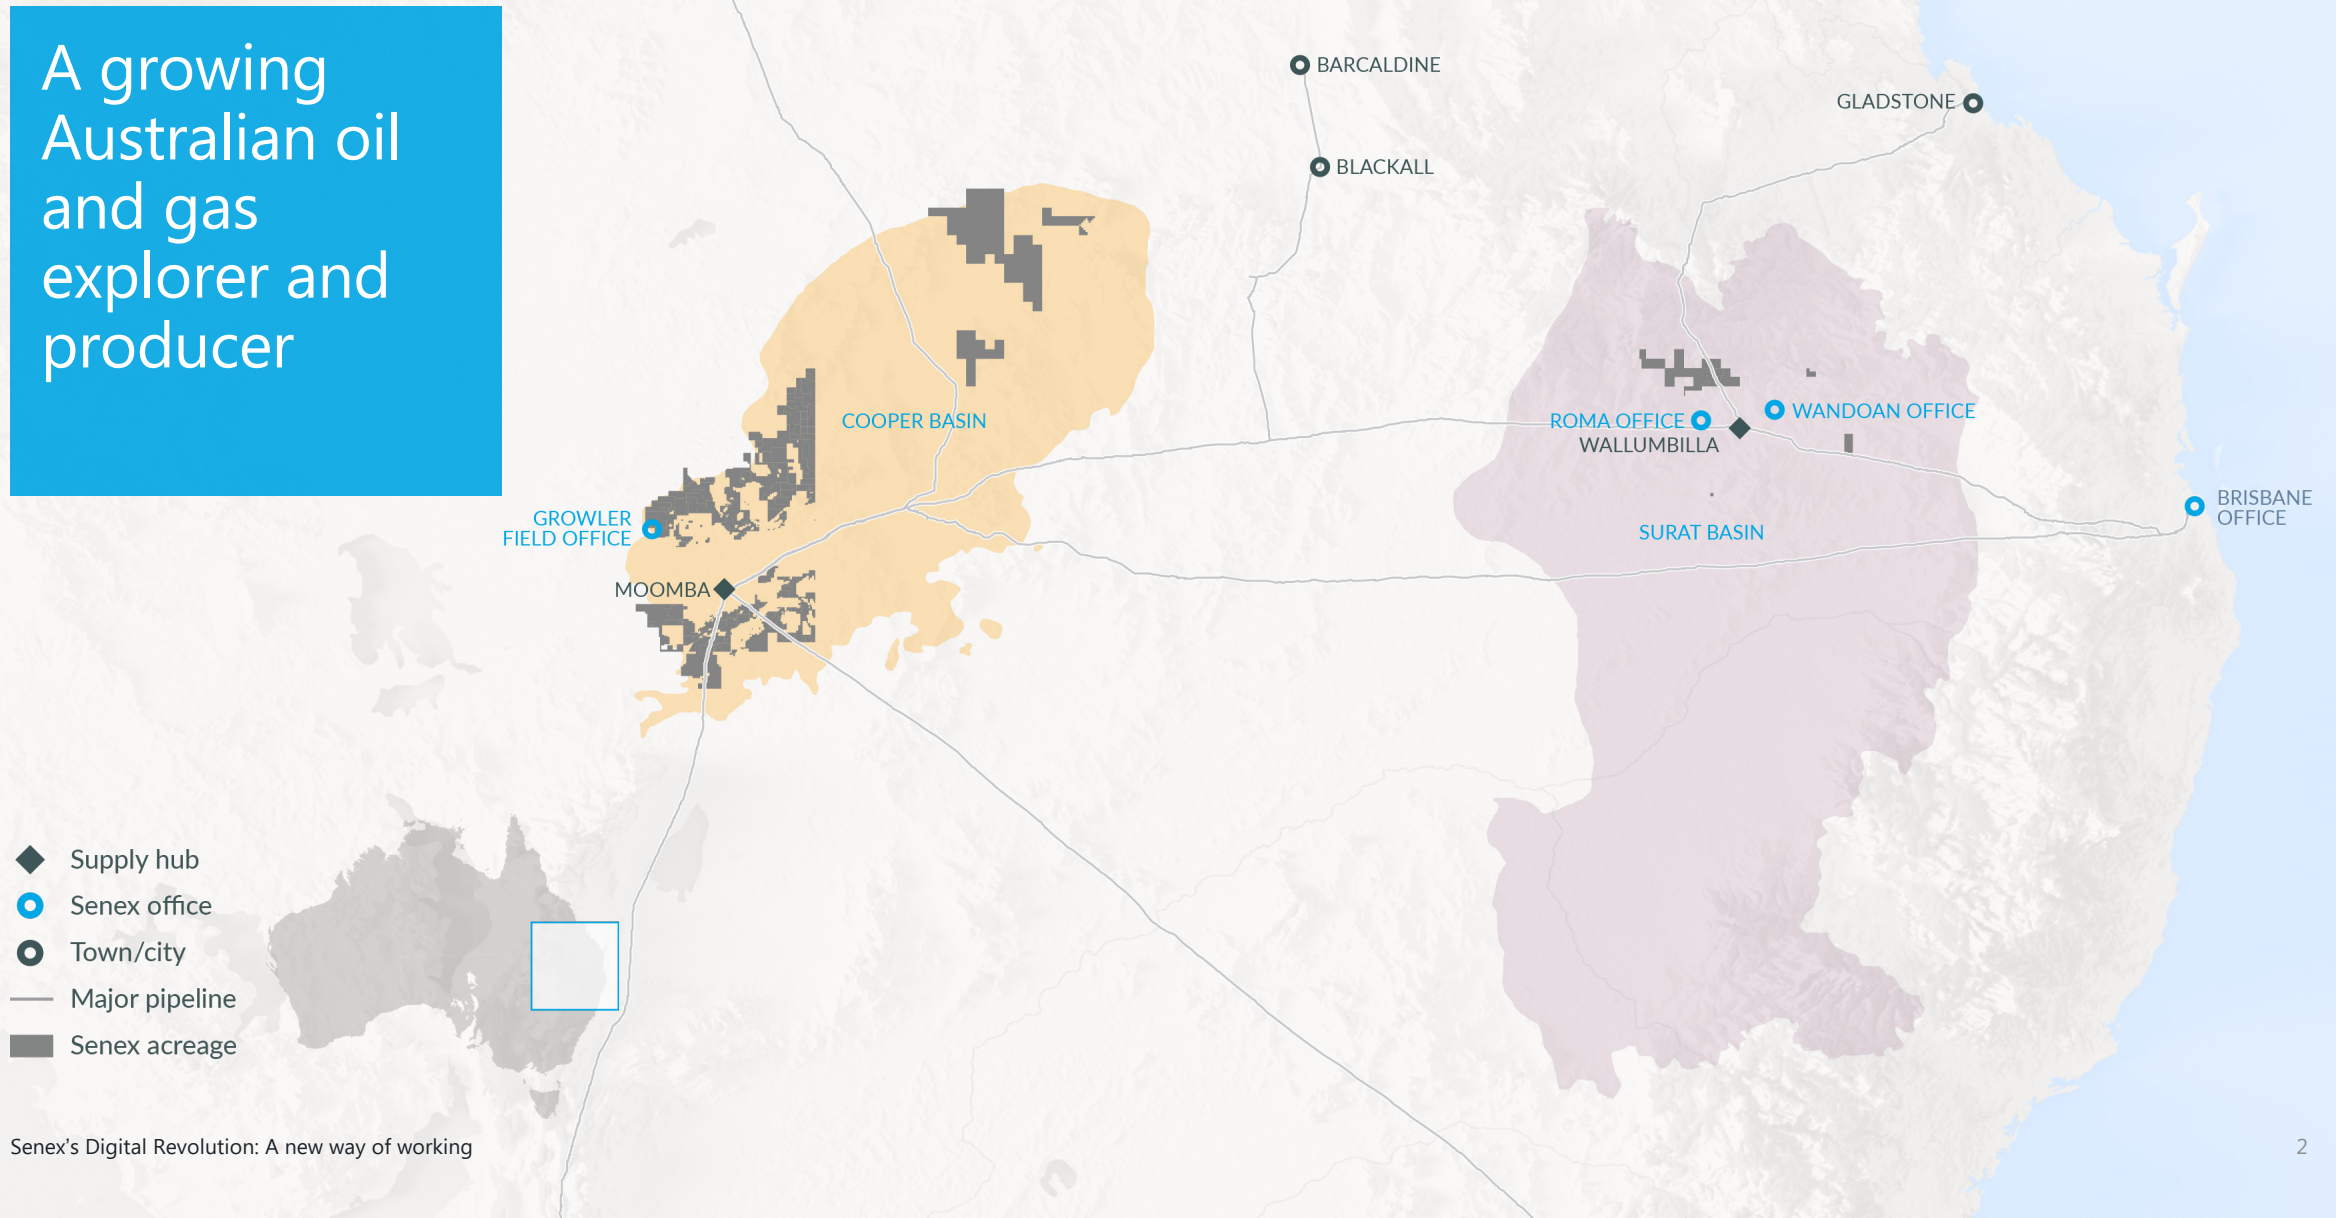 A growing
Australian oil
and gas
explorer and
producer
BARCALDINE
GLADSTONE
BLACKALL
COOPER BASIN
ROMA OFFICE
WANDOAN OFFICE
WALLUMBILLA
GROWLER
FIELD OFFICE
BRISBANE
OFFICE
SURAT BASIN
MOOMBA
Supply hub
Senex office
Town/city
Major pipeline
Senex acreage
Senex’s Digital Revolution: A new way of working
2